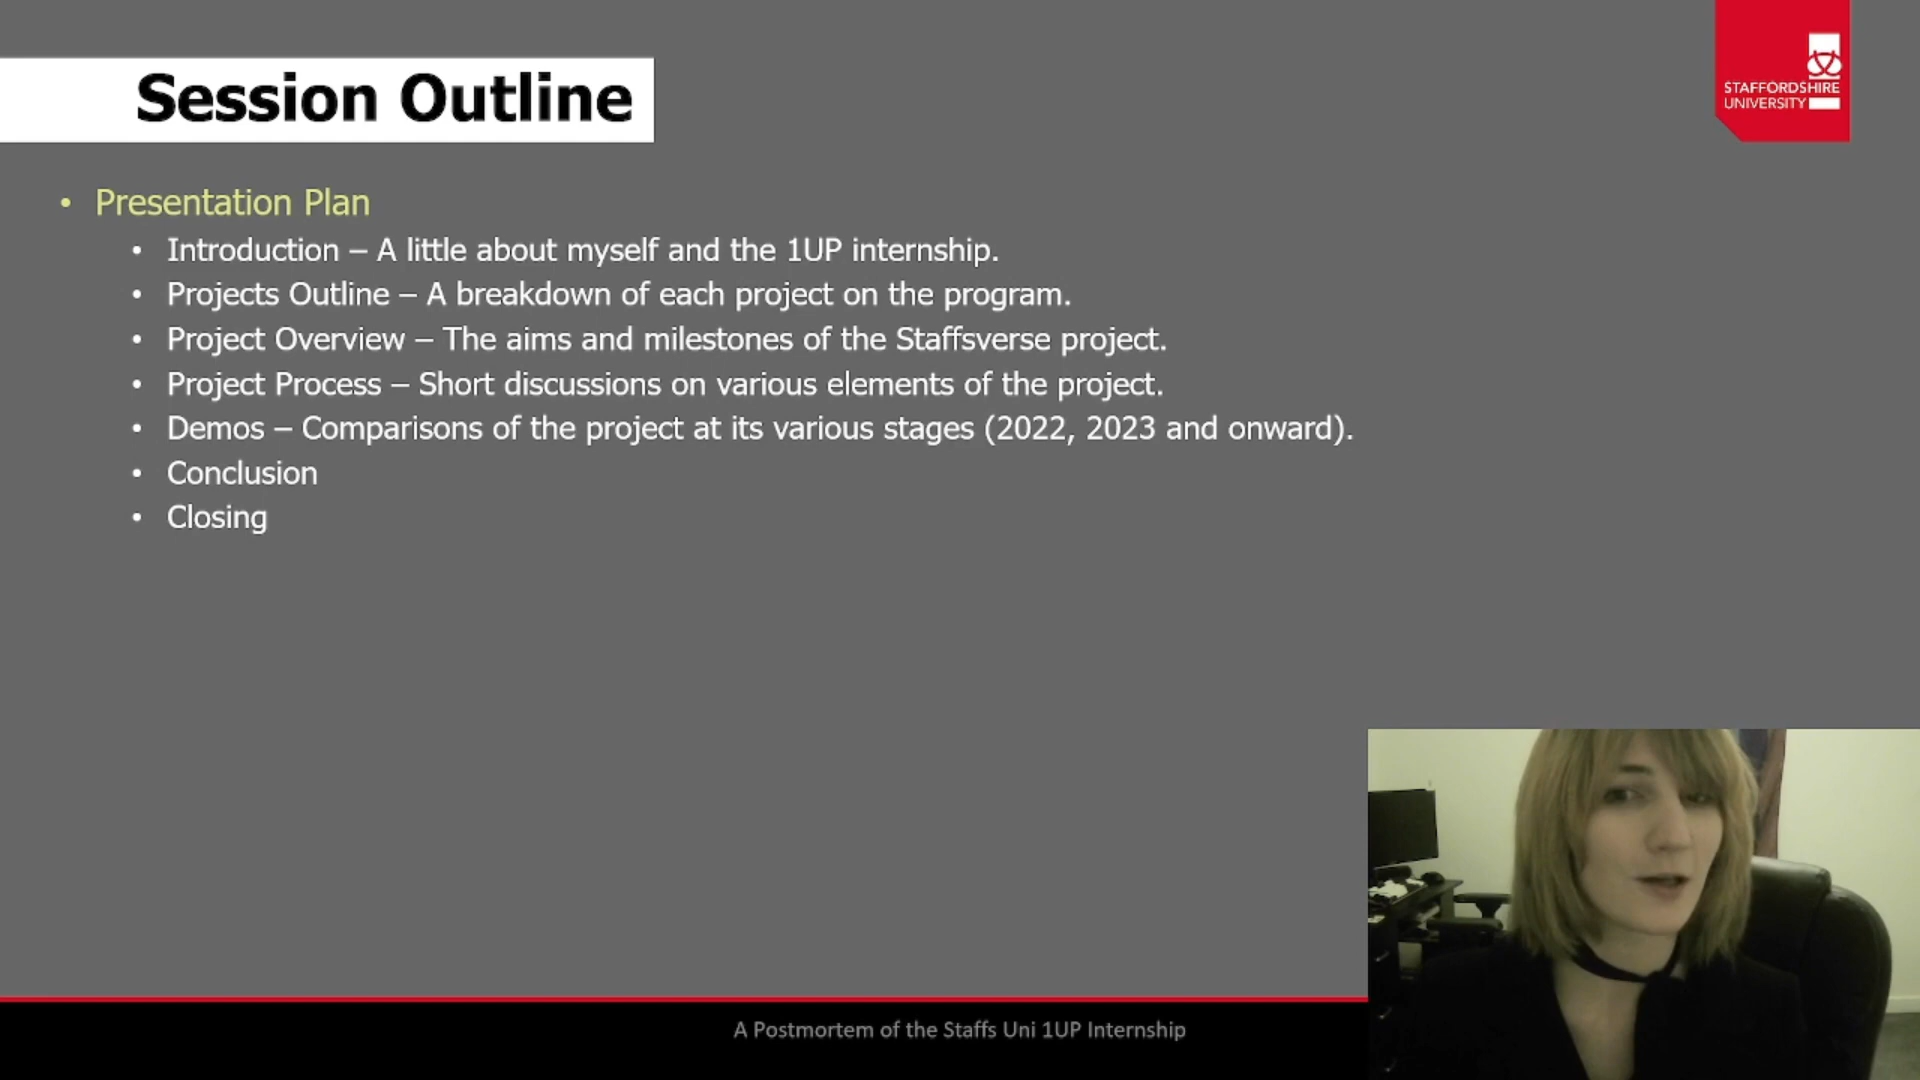 Session Outline
STAFFORDSHIRE
UNIVERSITY
• Presentation Plan
• Introduction – A little about myself and the 1UP internship.
• Projects Outline – A breakdown of each project on the program.
• Project Overview – The aims and milestones of the Staffsverse project.
• Project Process – Short discussions on various elements of the project.
• Demos – Comparisons of the project at its various stages (2022, 2023 and onward).
• Conclusion
• Closing
A Postmortem of the Staffs Uni 1UP Internship